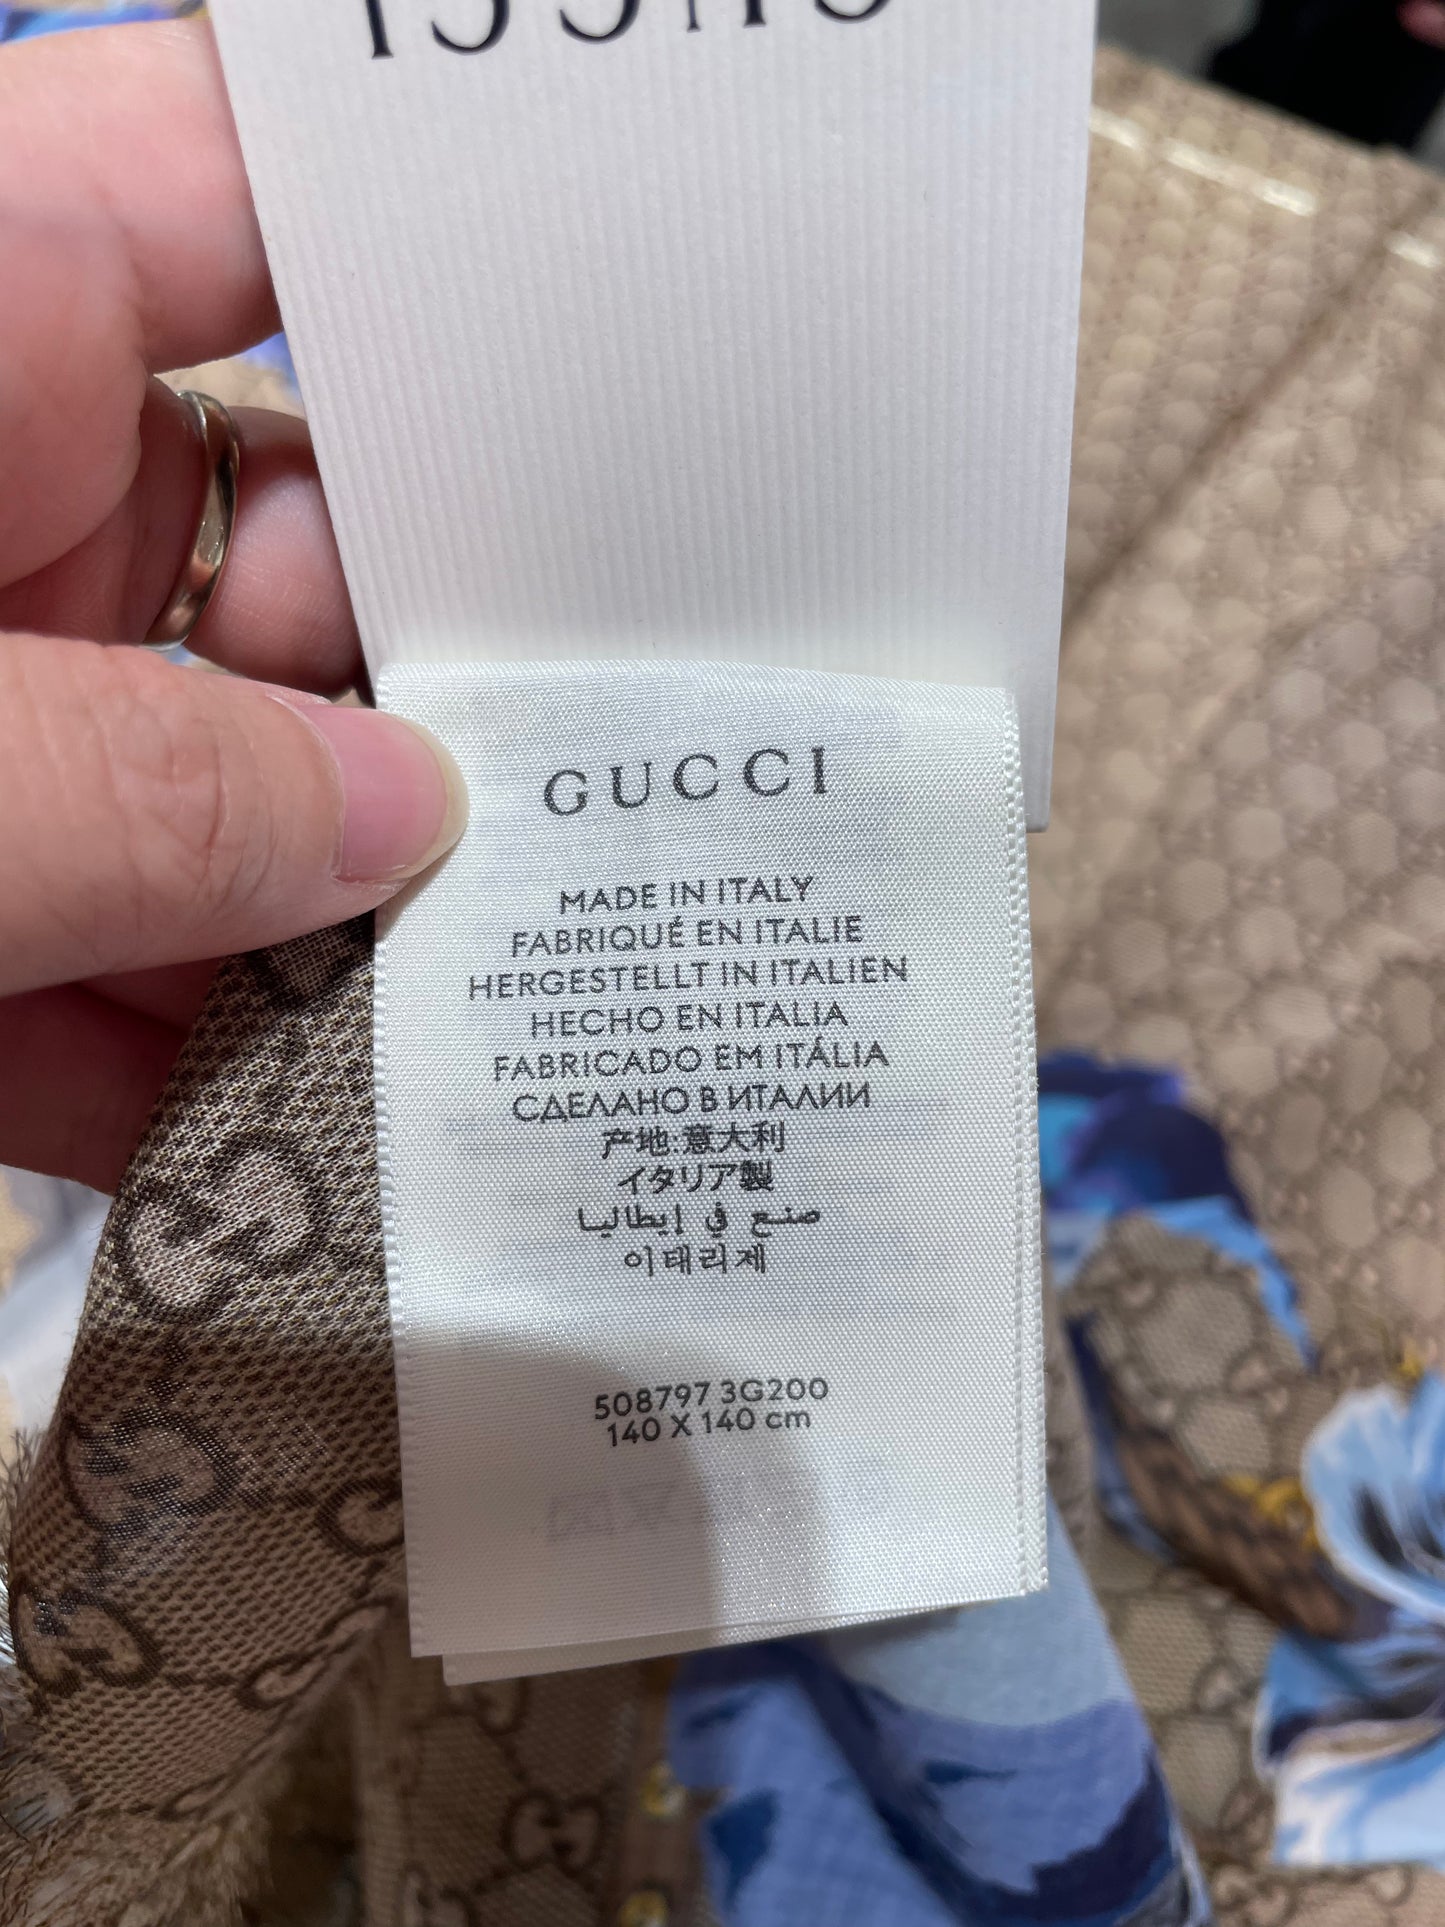 GUCCI
GUCCI
MADE IN ITALY
FABRIQUÉ EN ITALIE
HERGESTELLT IN ITALIEN
HECHO EN ITALIA
FABRICADO EM ITÁLIA
СДЕЛАНО В ИТАЛИИ
产地:意大利
イタリア製
صنع في إيطاليا
이태리제
508797 3G200
140 X 140 cm